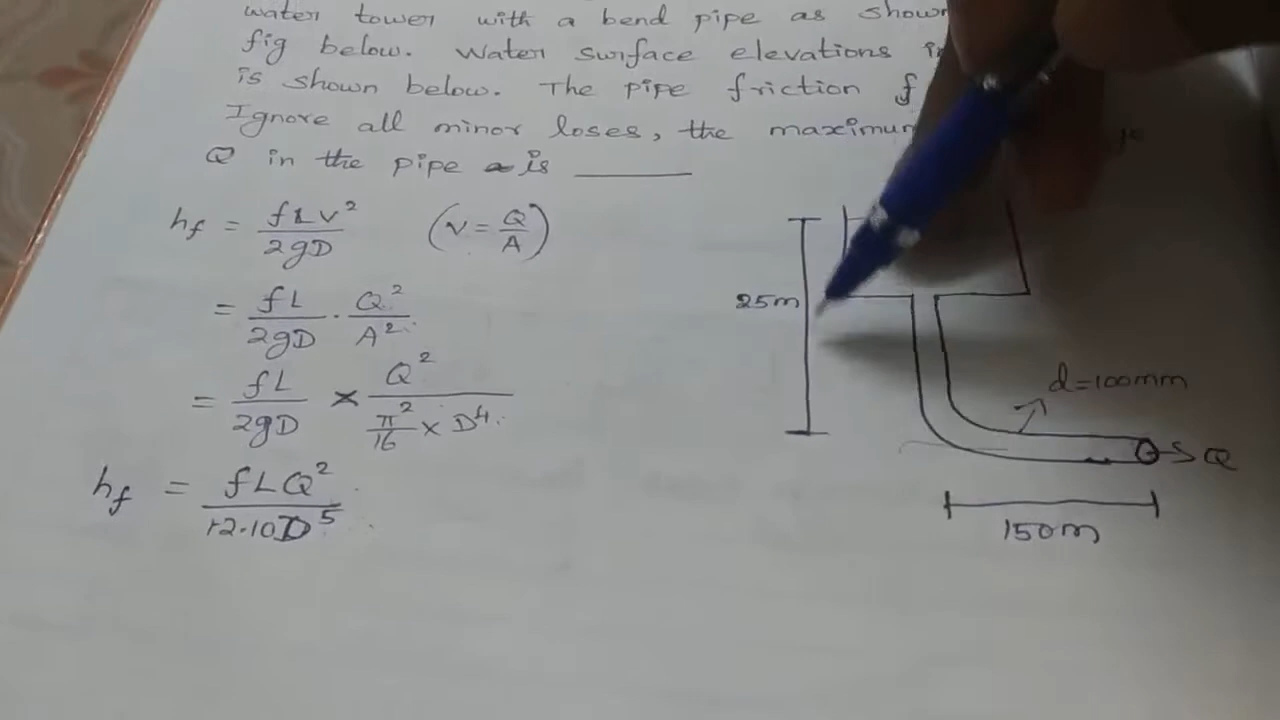 water tower with a bend pipe as shown
fig below. Water surface elevations
is shown below. The pipe friction f
Ignore all minor loses, the maximum
Q in the pipe is ______
hf = fLv²/2gD (v = Q/A)
= fL/2gD · Q²/A²
= fL/2gD × Q²/(π²/16 × D⁴)
hf = fLQ²/12.10D⁵
25m
d=100mm
Q
150m